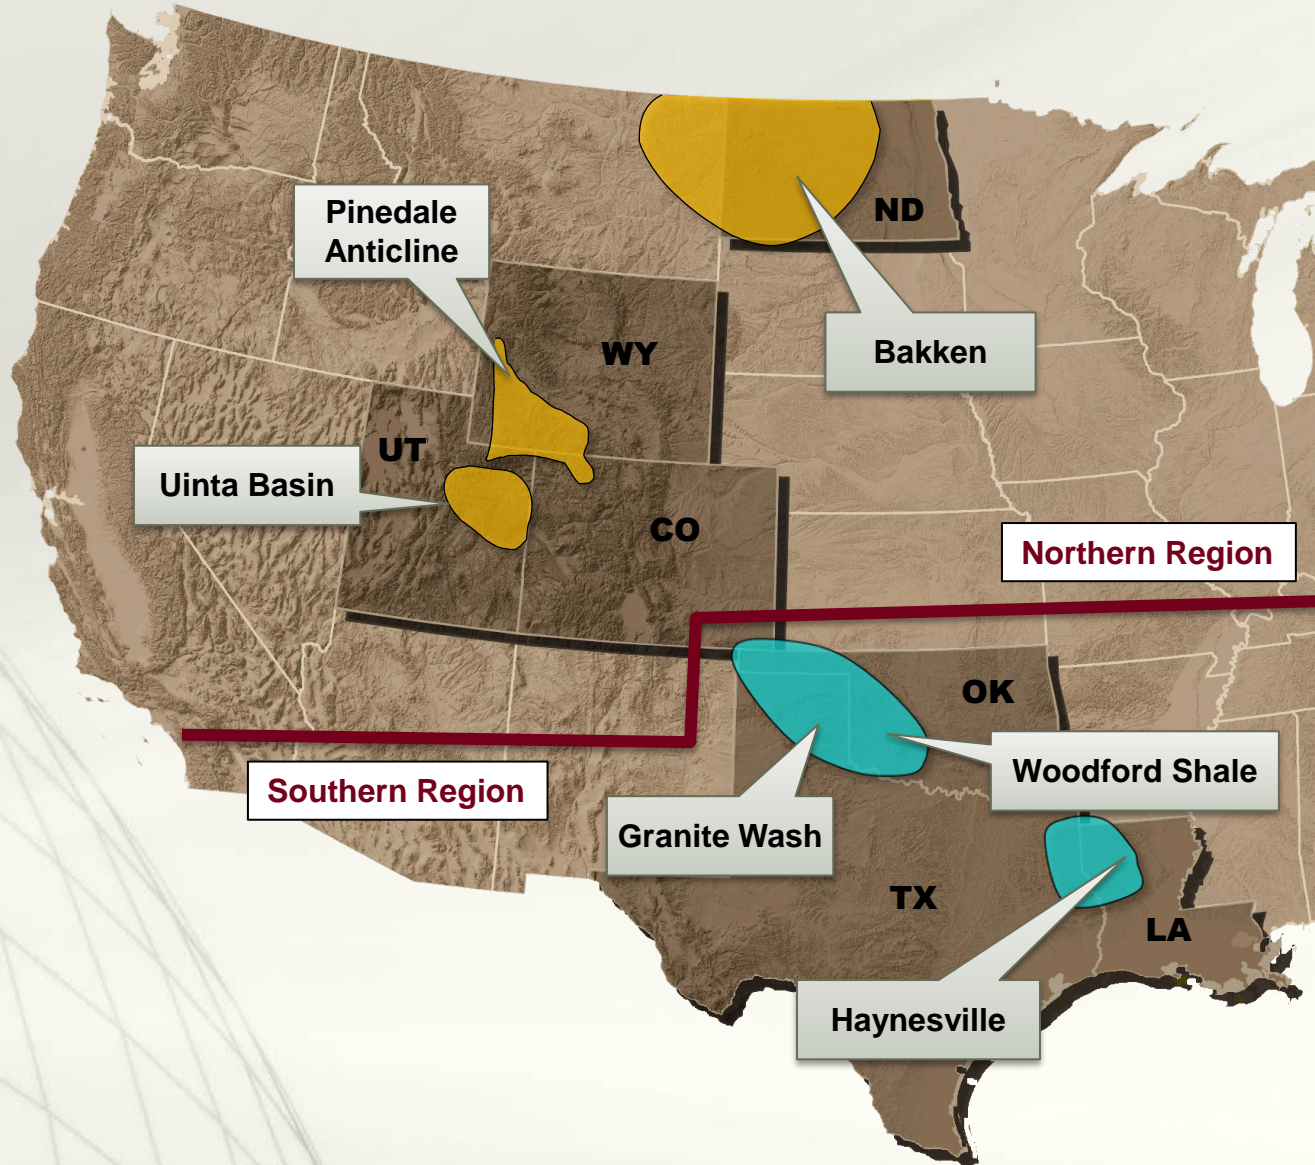 Pinedale
Anticline
ND
WY
Bakken
UT
Uinta Basin
CO
Northern Region
OK
Southern Region
Woodford Shale
Granite Wash
TX
LA
Haynesville